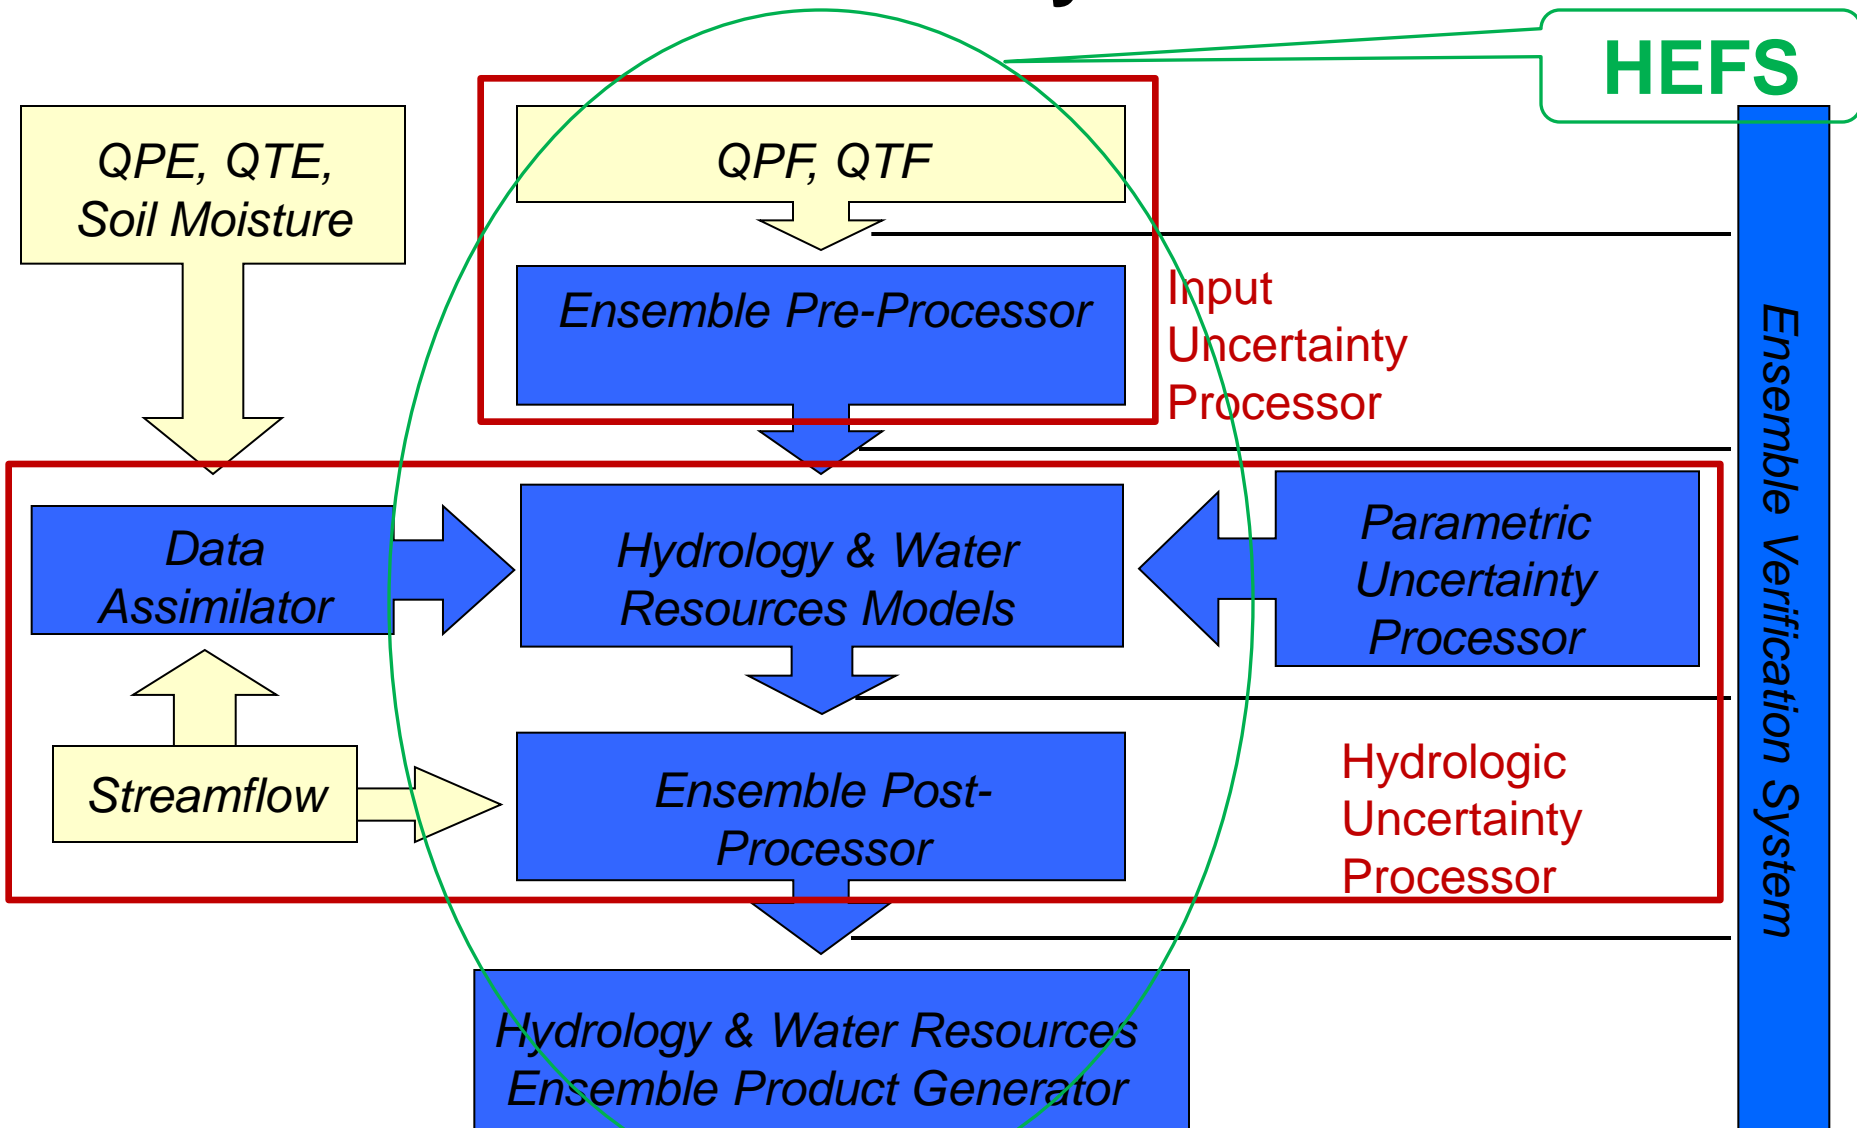 HEFS
QPE, QTE,
Soil Moisture
QPF, QTF
Ensemble Pre-Processor
Input
Uncertainty
Processor
Data
Assimilator
Hydrology & Water
Resources Models
Parametric
Uncertainty
Processor
Streamflow
Ensemble Post-
Processor
Hydrologic
Uncertainty
Processor
Hydrology & Water Resources
Ensemble Product Generator
Ensemble Verification System